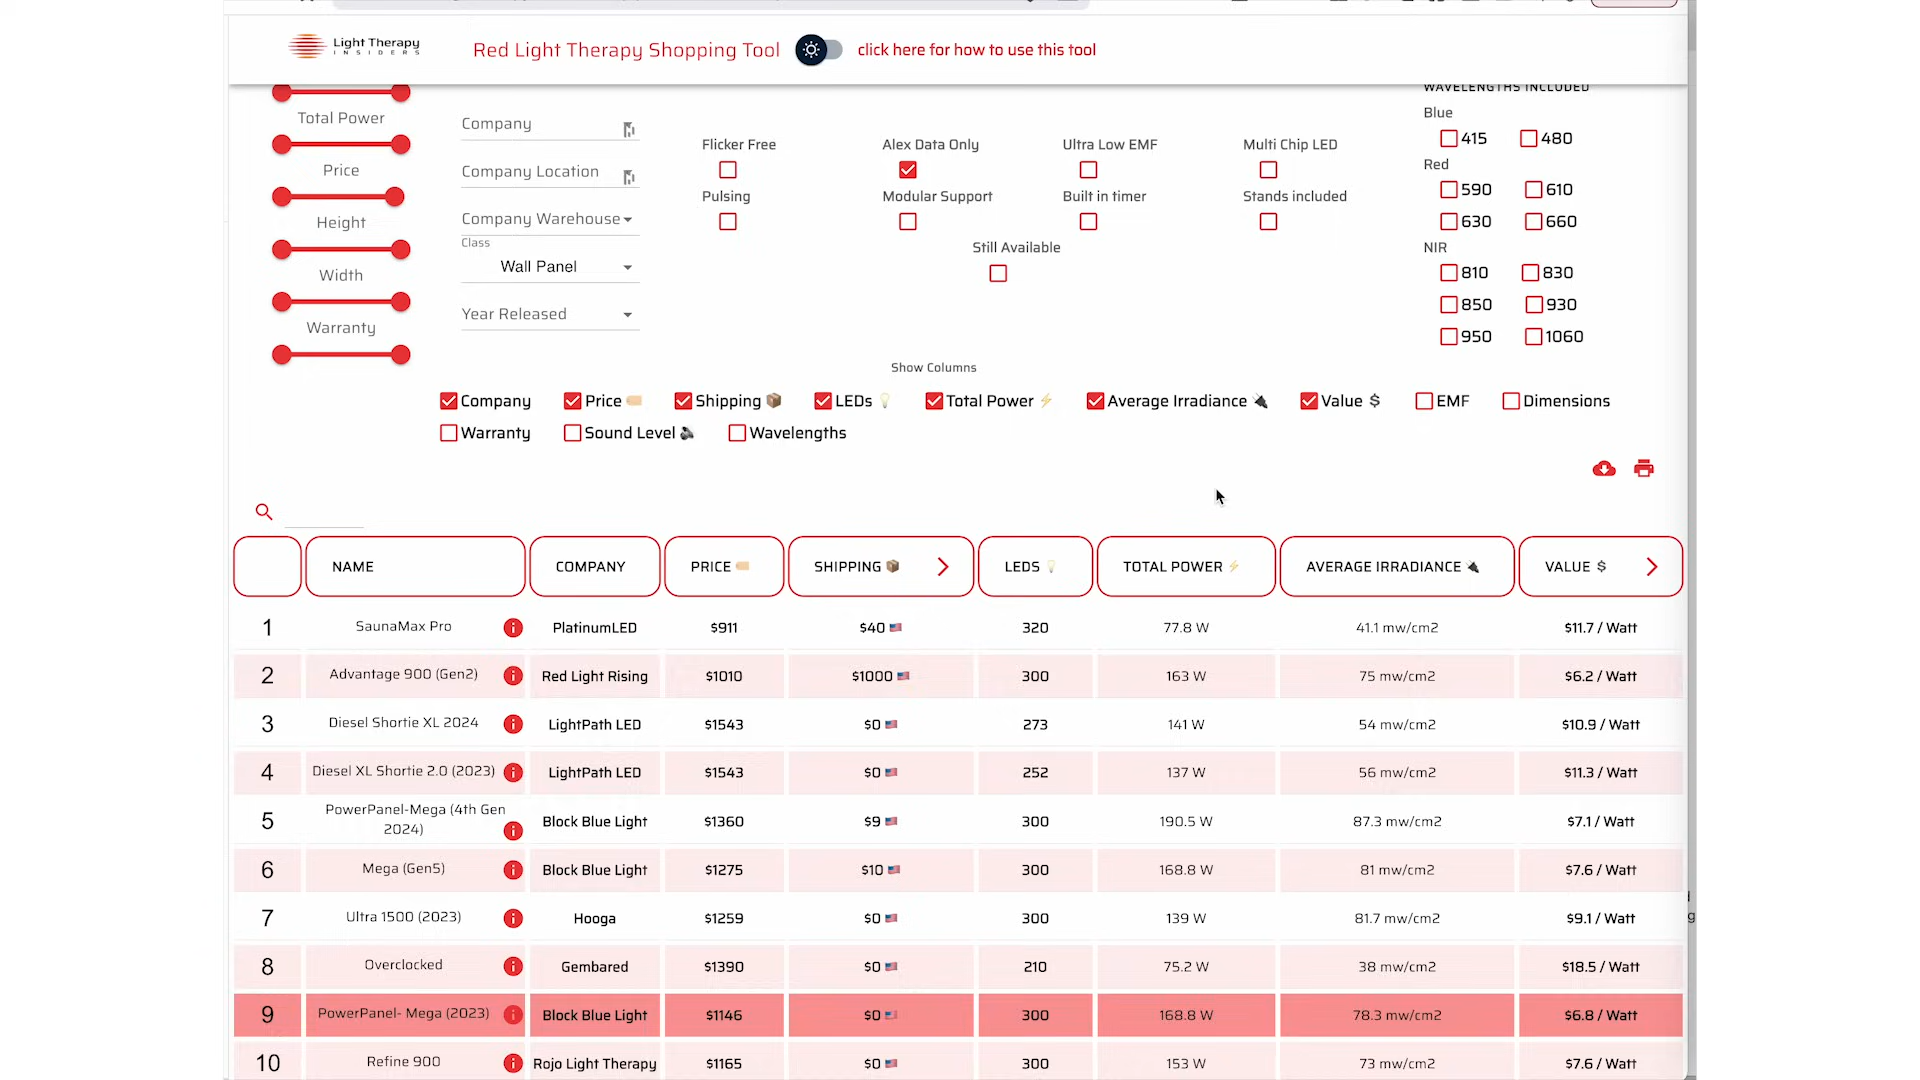 Light Therapy
INSIDERS
Red Light Therapy Shopping Tool
click here for how to use this tool
Total Power
Price
Height
Width
Warranty
Company
Company Location
Company Warehouse
Class
Wall Panel
Year Released
Flicker Free
Alex Data Only
Ultra Low EMF
Multi Chip LED
Pulsing
Modular Support
Built in timer
Stands included
Still Available
WAVELENGTHS INCLUDED
Blue
415 480
Red
590 610
630 660
NIR
810 830
850 930
950 1060
Show Columns
Company Price Shipping LEDs Total Power Average Irradiance Value $ EMF Dimensions
Warranty Sound Level Wavelengths
NAME COMPANY PRICE SHIPPING LEDS TOTAL POWER AVERAGE IRRADIANCE VALUE $
1 SaunaMax Pro PlatinumLED $911 $40 320 77.8 W 41.1 mw/cm2 $11.7 / Watt
2 Advantage 900 (Gen2) Red Light Rising $1010 $1000 300 163 W 75 mw/cm2 $6.2 / Watt
3 Diesel Shortie XL 2024 LightPath LED $1543 $0 273 141 W 54 mw/cm2 $10.9 / Watt
4 Diesel XL Shortie 2.0 (2023) LightPath LED $1543 $0 252 137 W 56 mw/cm2 $11.3 / Watt
5 PowerPanel-Mega (4th Gen
2024) Block Blue Light $1360 $9 300 190.5 W 87.3 mw/cm2 $7.1 / Watt
6 Mega (Gen5) Block Blue Light $1275 $10 300 168.8 W 81 mw/cm2 $7.6 / Watt
7 Ultra 1500 (2023) Hooga $1259 $0 300 139 W 81.7 mw/cm2 $9.1 / Watt
8 Overclocked Gembared $1390 $0 210 75.2 W 38 mw/cm2 $18.5 / Watt
9 PowerPanel- Mega (2023) Block Blue Light $1146 $0 300 168.8 W 78.3 mw/cm2 $6.8 / Watt
10 Refine 900 Rojo Light Therapy $1165 $0 300 153 W 73 mw/cm2 $7.6 / Watt